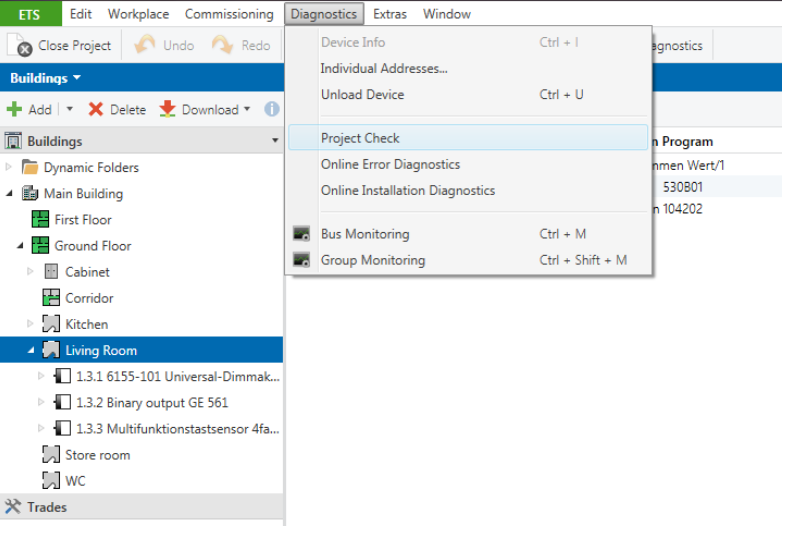 ETS Edit Workplace Commissioning Diagnostics Extras Window
Close Project Undo Redo agnostics
Device Info Ctrl + I
Individual Addresses...
Unload Device Ctrl + U
Project Check
Online Error Diagnostics
Online Installation Diagnostics
Bus Monitoring Ctrl + M
Group Monitoring Ctrl + Shift + M
Buildings
Add Delete Download
Buildings
Dynamic Folders
Main Building
First Floor
Ground Floor
Cabinet
Corridor
Kitchen
Living Room
1.3.1 6155-101 Universal-Dimmak...
1.3.2 Binary output GE 561
1.3.3 Multifunktionstastsensor 4fa...
Store room
WC
Trades
n Program
nmen Wert/1
530B01
n 104202